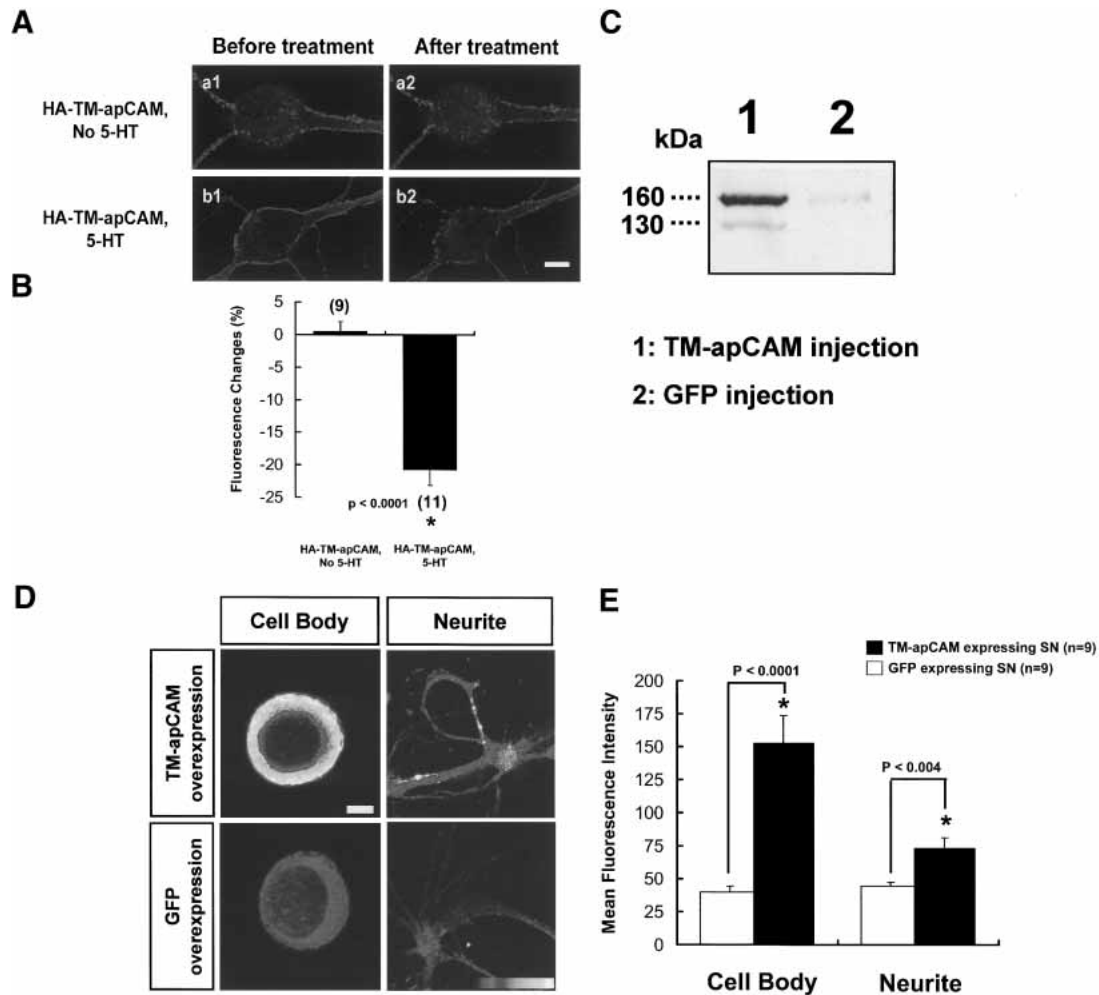 A
Before treatment
After treatment
HA-TM-apCAM,
No 5-HT
a1
a2
HA-TM-apCAM,
5-HT
b1
b2
B
Fluorescence Changes (%)
5
0
-5
-10
-15
-20
-25
(9)
p < 0.0001
(11)
*
HA-TM-apCAM,
No 5-HT
HA-TM-apCAM,
5-HT
C
kDa
1
2
160 ····
130 ····
1: TM-apCAM injection
2: GFP injection
D
Cell Body
Neurite
TM-apCAM
overexpression
GFP
overexpression
E
TM-apCAM expressing SN (n=9)
GFP expressing SN (n=9)
Mean Fluorescence Intensity
200
175
150
125
100
75
50
25
0
P < 0.0001
*
P < 0.004
*
Cell Body
Neurite